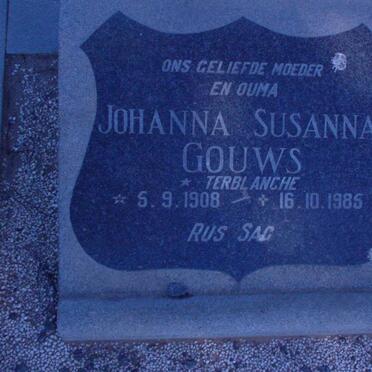 ONS GELIEFDE MOEDER
EN OUMA
JOHANNA SUSANNA
GOUWS
* TERBLANCHE
* 5.9.1908 – + 16.10.1985
RUS SAG